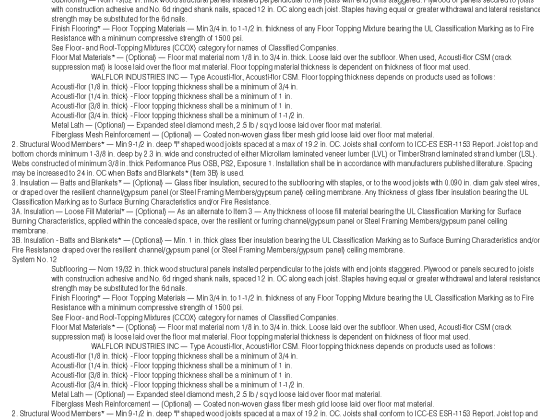 Subflooring — Nom 19/32 in. thick wood structural panels installed perpendicular to the joists with end joints staggered. Plywood or panels secured to joists
with construction adhesive and No. 6d ringed shank nails, spaced 12 in. OC along each joist. Staples having equal or greater withdrawal and lateral resistance
strength may be substituted for the 6d nails.
Finish Flooring* — Floor Topping Materials — Min 3/4 in. to 1-1/2 in. thickness of any Floor Topping Mixture bearing the UL Classification Marking as to Fire
Resistance with a minimum compressive strength of 1500 psi.
See Floor- and Roof-Topping Mixtures (CCOX) category for names of Classified Companies.
Floor Mat Materials* — (Optional) — Floor mat material nom 1/8 in. to 3/4 in. thick. Loose laid over the subfloor. When used, Acousti-flor CSM (crack
suppression mat) is loose laid over the floor mat material. Floor topping thickness is dependent on thickness of floor mat used.
WALFLOR INDUSTRIES INC — Type Acousti-flor, Acousti-flor CSM. Floor topping thickness depends on products used as follows:
Acousti-flor (1/8 in. thick) - Floor topping thickness shall be a minimum of 3/4 in.
Acousti-flor (1/4 in. thick) - Floor topping thickness shall be a minimum of 1 in.
Acousti-flor (3/8 in. thick) - Floor topping thickness shall be a minimum of 1 in.
Acousti-flor (3/4 in. thick) - Floor topping thickness shall be a minimum of 1-1/2 in.
Metal Lath — (Optional) — Expanded steel diamond mesh, 2.5 lb / sq yd loose laid over floor mat material.
Fiberglass Mesh Reinforcement — (Optional) — Coated non-woven glass fiber mesh grid loose laid over floor mat material.
2. Structural Wood Members* — Min 9-1/2 in. deep "I" shaped wood joists spaced at a max of 19.2 in. OC. Joists shall conform to ICC-ES ESR-1153 Report. Joist top and
bottom chords minimum 1-3/8 in. deep by 2.3 in. wide and constructed of either Microllam laminated veneer lumber (LVL) or TimberStrand laminated strand lumber (LSL).
Webs constructed of minimum 3/8 in. thick Performance Plus OSB, PS2, Exposure 1. Installation shall be in accordance with manufacturers published literature. Spacing
may be increased to 24 in. OC when Batts and Blankets* (Item 3B) is used.
3. Insulation — Batts and Blankets* — (Optional) — Glass fiber insulation, secured to the subflooring with staples, or to the wood joists with 0.090 in. diam galv steel wires,
or draped over the resilient channel/gypsum panel (or Steel Framing Members/gypsum panel) ceiling membrane. Any thickness of glass fiber insulation bearing the UL
Classification Marking as to Surface Burning Characteristics and/or Fire Resistance.
3A. Insulation — Loose Fill Material* — (Optional) — As an alternate to Item 3 — Any thickness of loose fill material bearing the UL Classification Marking for Surface
Burning Characteristics, applied within the concealed space, over the resilient or furring channel/gypsum panel or Steel Framing Members/gypsum panel) ceiling
membrane.
3B. Insulation - Batts and Blankets* — (Optional) — Min. 1 in. thick glass fiber insulation bearing the UL Classification Marking as to Surface Burning Characteristics and/or
Fire Resistance draped over the resilient channel/gypsum panel (or Steel Framing Members/gypsum panel) ceiling membrane.
System No. 12
Subflooring — Nom 19/32 in. thick wood structural panels installed perpendicular to the joists with end joints staggered. Plywood or panels secured to joists
with construction adhesive and No. 6d ringed shank nails, spaced 12 in. OC along each joist. Staples having equal or greater withdrawal and lateral resistance
strength may be substituted for the 6d nails.
Finish Flooring* — Floor Topping Materials — Min 3/4 in. to 1-1/2 in. thickness of any Floor Topping Mixture bearing the UL Classification Marking as to Fire
Resistance with a minimum compressive strength of 1500 psi.
See Floor- and Roof-Topping Mixtures (CCOX) category for names of Classified Companies.
Floor Mat Materials* — (Optional) — Floor mat material nom 1/8 in. to 3/4 in. thick. Loose laid over the subfloor. When used, Acousti-flor CSM (crack
suppression mat) is loose laid over the floor mat material. Floor topping thickness is dependent on thickness of floor mat used.
WALFLOR INDUSTRIES INC — Type Acousti-flor, Acousti-flor CSM. Floor topping thickness depends on products used as follows:
Acousti-flor (1/8 in. thick) - Floor topping thickness shall be a minimum of 3/4 in.
Acousti-flor (1/4 in. thick) - Floor topping thickness shall be a minimum of 1 in.
Acousti-flor (3/8 in. thick) - Floor topping thickness shall be a minimum of 1 in.
Acousti-flor (3/4 in. thick) - Floor topping thickness shall be a minimum of 1-1/2 in.
Metal Lath — (Optional) — Expanded steel diamond mesh, 2.5 lb / sq yd loose laid over floor mat material.
Fiberglass Mesh Reinforcement — (Optional) — Coated non-woven glass fiber mesh grid loose laid over floor mat material.
2. Structural Wood Members* — Min 9-1/2 in. deep "I" shaped wood joists spaced at a max of 19.2 in. OC. Joists shall conform to ICC-ES ESR-1153 Report. Joist top and